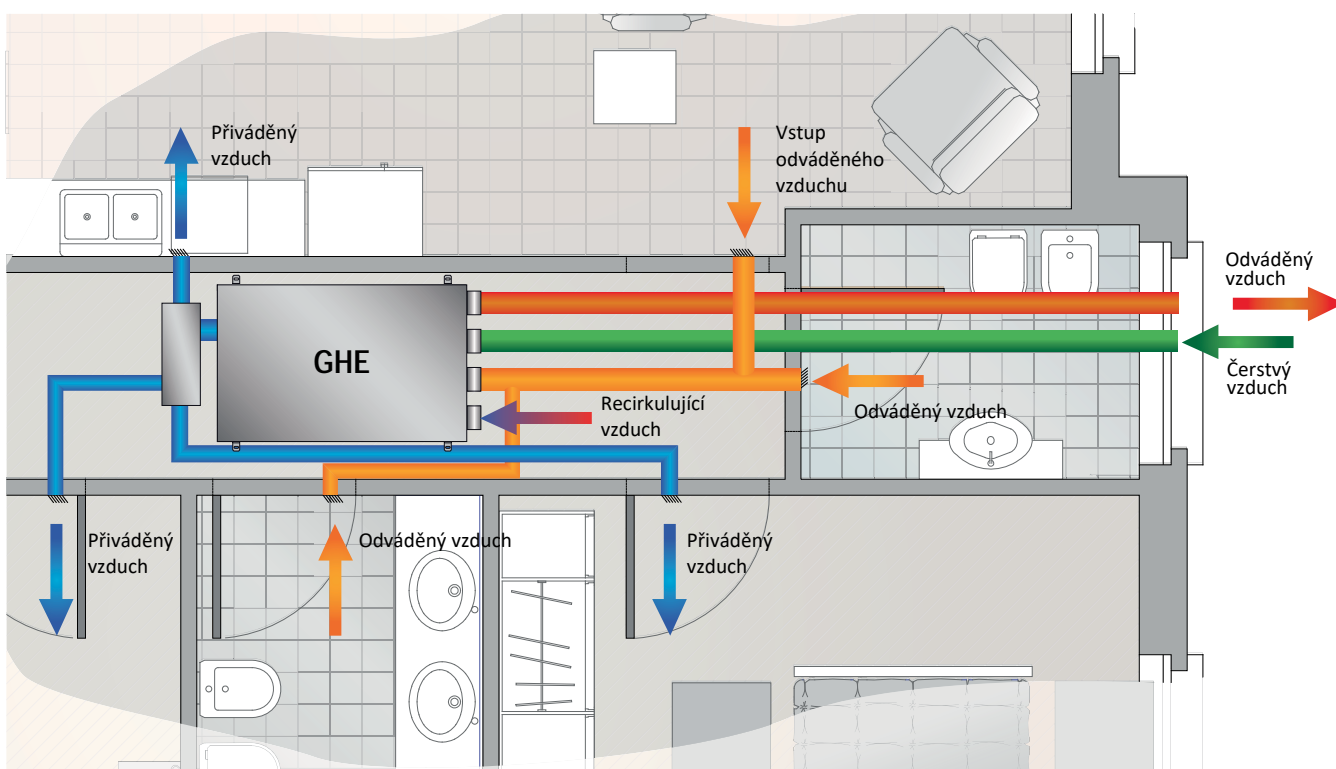 Přiváděný
vzduch
Vstup
odváděného
vzduchu
Odváděný
vzduch
GHE
Čerstvý
vzduch
Recirkulující
vzduch
Odváděný vzduch
Přiváděný
vzduch
Odváděný vzduch
Přiváděný
vzduch